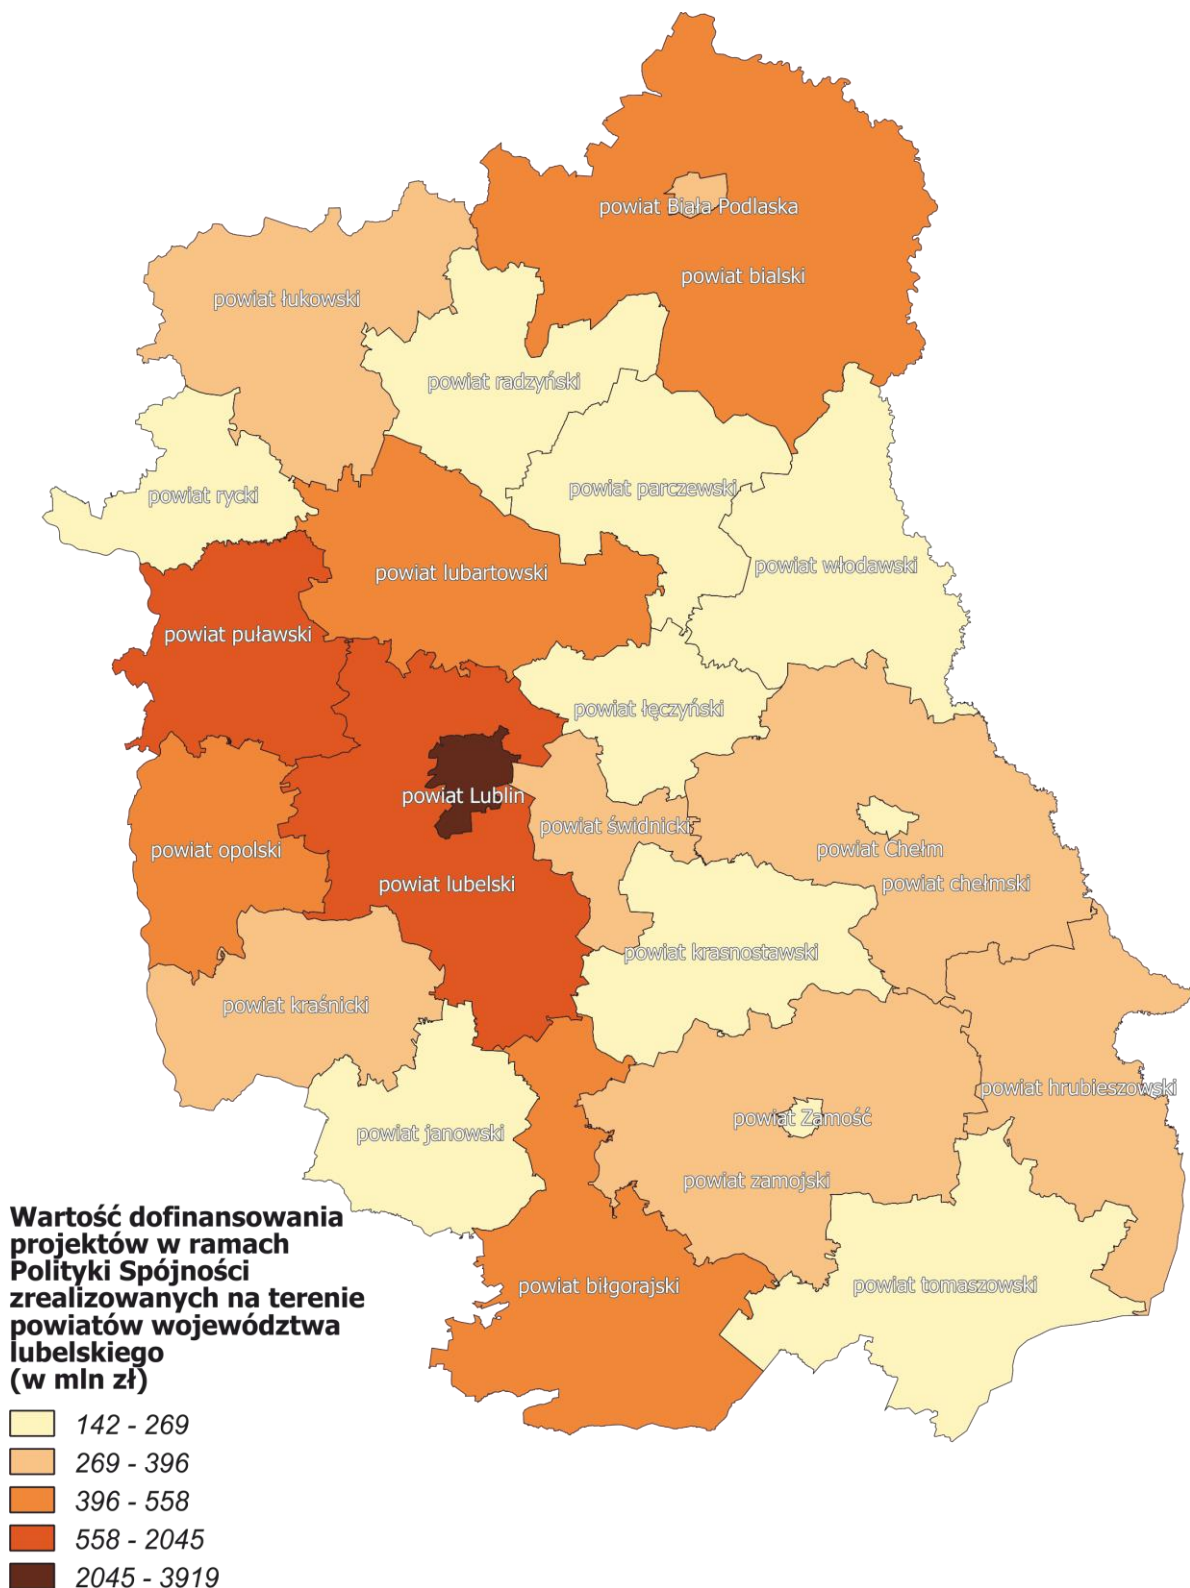 powiat Biała Podlaska
powiat bialski
powiat łukowski
powiat radzyński
powiat parczewski
powiat rycki
powiat włodawski
powiat lubartowski
powiat puławski
powiat łęczyński
powiat Lublin
powiat świdnicki
powiat opolski
powiat Chełm
powiat lubelski
powiat chełmski
powiat krasnostawski
powiat kraśnicki
powiat hrubieszowski
powiat Zamość
powiat janowski
powiat zamojski
powiat biłgorajski
powiat tomaszowski
Wartość dofinansowania
projektów w ramach
Polityki Spójności
zrealizowanych na terenie
powiatów województwa
lubelskiego
(w mln zł)
142 - 269
269 - 396
396 - 558
558 - 2045
2045 - 3919